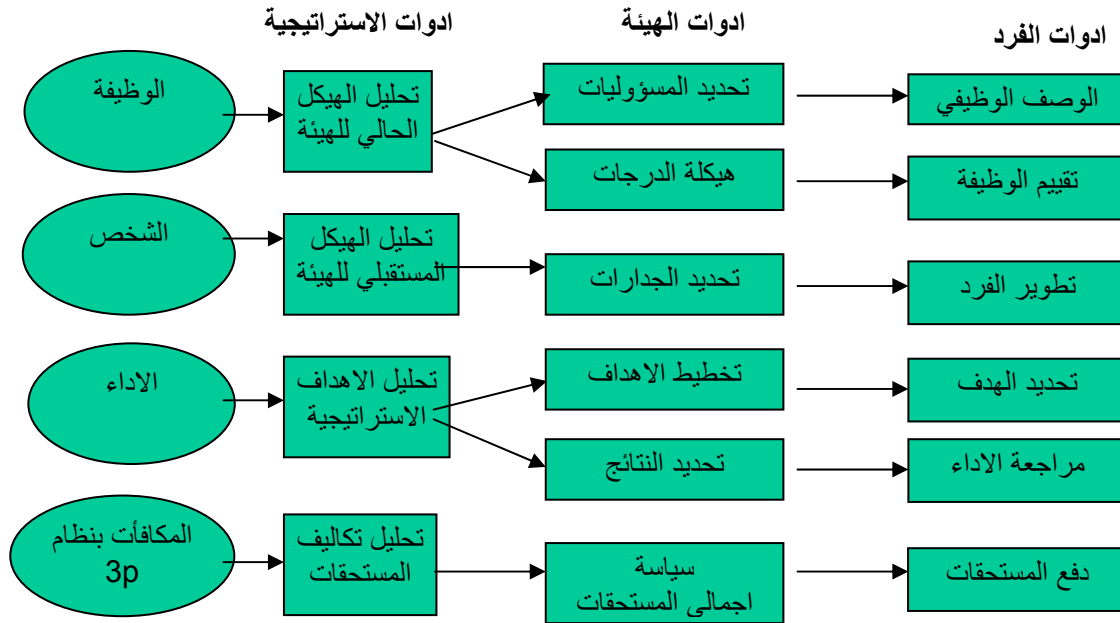 ادوات الاستراتيجية
ادوات الهيئة
ادوات الفرد
الوظيفة
تحليل الهيكل
الحالي للهيئة
تحديد المسؤوليات
الوصف الوظيفي
هيكلة الدرجات
تقييم الوظيفة
الشخص
تحليل الهيكل
المستقبلي للهيئة
تحديد الجدارات
تطوير الفرد
الاداء
تحليل الاهداف
الاستراتيجية
تخطيط الاهداف
تحديد الهدف
تحديد النتائج
مراجعة الاداء
المكافأت بنظام
3p
تحليل تكاليف
المستحقات
سياسة
اجمالى المستحقات
دفع المستحقات